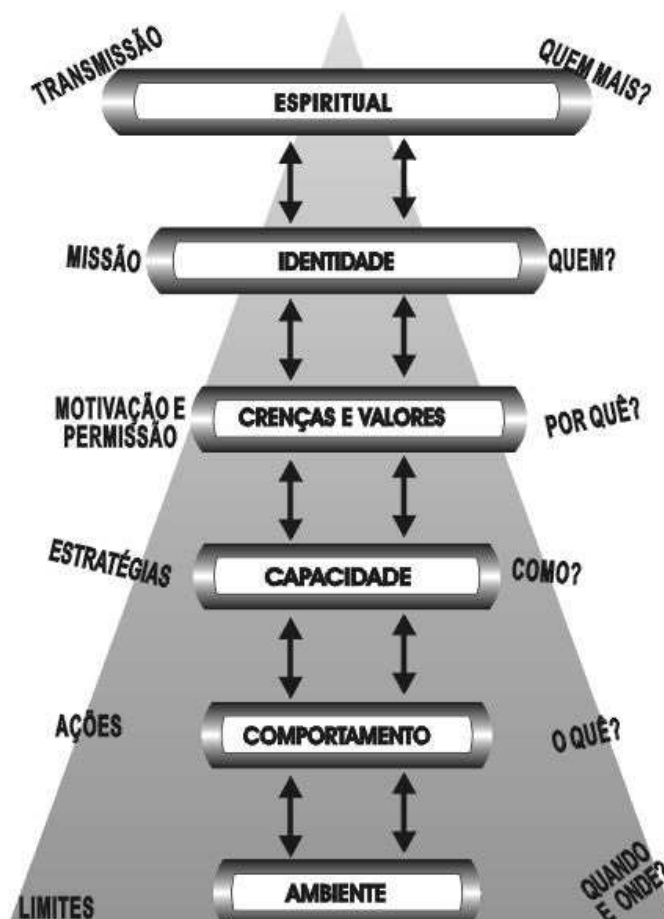 TRANSMISSÃO
QUEM MAIS?
ESPIRITUAL
MISSÃO
IDENTIDADE
QUEM?
MOTIVAÇÃO E
PERMISSÃO
CRENÇAS E VALORES
POR QUÊ?
ESTRATÉGIAS
CAPACIDADE
COMO?
AÇÕES
COMPORTAMENTO
O QUÊ?
LIMITES
AMBIENTE
QUANDO
E ONDE?